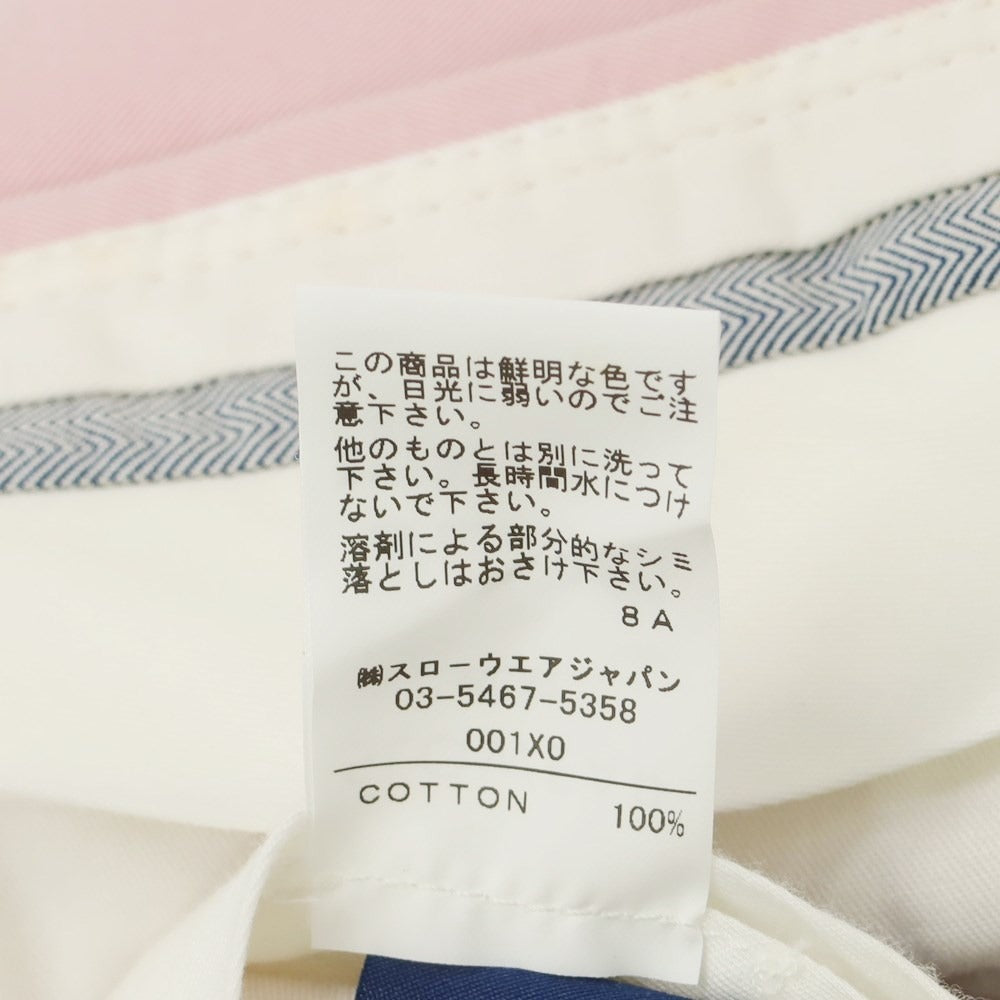 この商品は鮮明な色です
が、日光に弱いのでご注
意下さい。
他のものとは別に洗って
下さい。長時間水につけ
ないで下さい。
溶剤による部分的なシミ
落としはおさけ下さい。
8A
㈱スローウエアジャパン
03-5467-5358
001X0
COTTON 100%